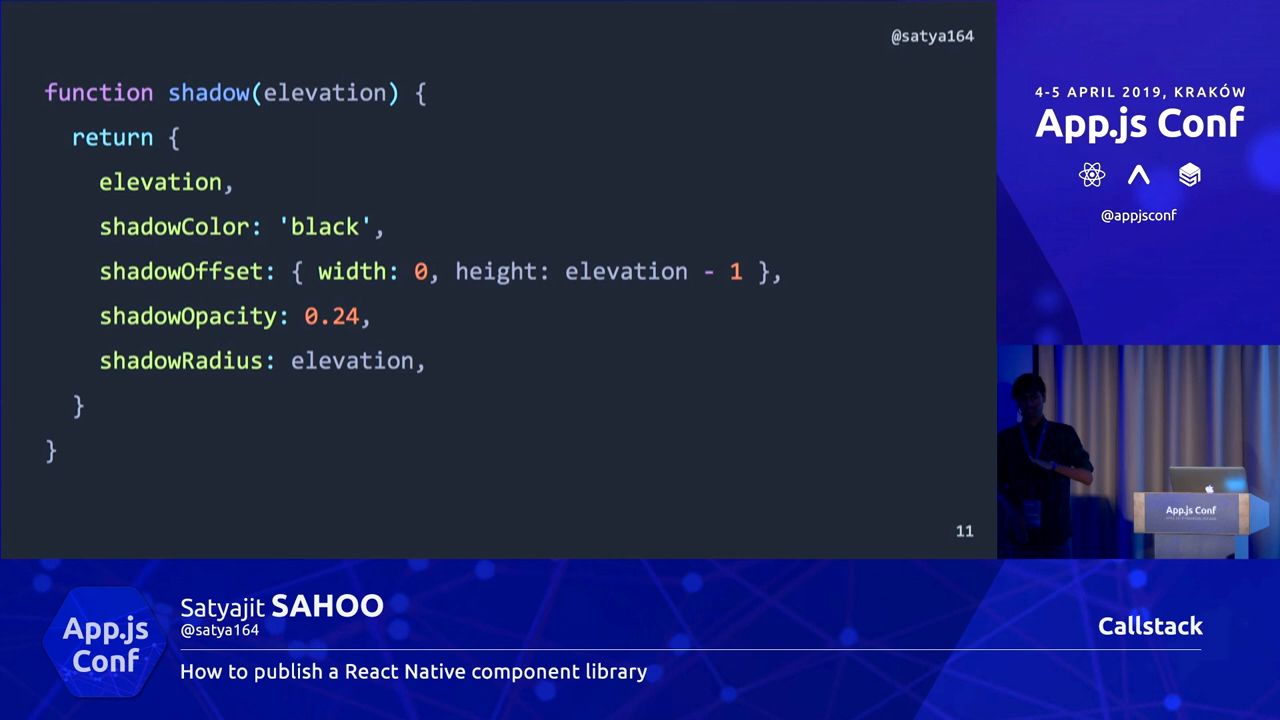 @satya164
function shadow(elevation) {
return {
elevation,
shadowColor: 'black',
shadowOffset: { width: 0, height: elevation - 1 },
shadowOpacity: 0.24,
shadowRadius: elevation,
}
}
11
4-5 APRIL 2019, KRAKÓW
App.js Conf
@appjsconf
App.js Conf
App.js
Conf
Satyajit SAHOO
@satya164
How to publish a React Native component library
Callstack